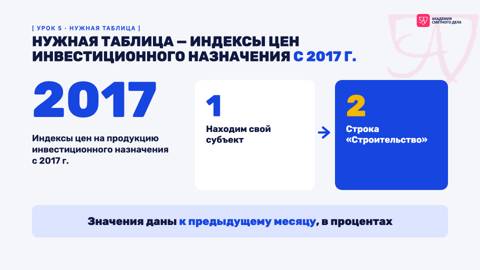 [ УРОК 5 · НУЖНАЯ ТАБЛИЦА ]
АКАДЕМИЯ
СМЕТНОГО ДЕЛА
НУЖНАЯ ТАБЛИЦА — ИНДЕКСЫ ЦЕН
ИНВЕСТИЦИОННОГО НАЗНАЧЕНИЯ С 2017 Г.
2017
Индексы цен на продукцию
инвестиционного назначения
с 2017 г.
1
Находим свой
субъект
→
2
Строка
«Строительство»
Значения даны к предыдущему месяцу, в процентах